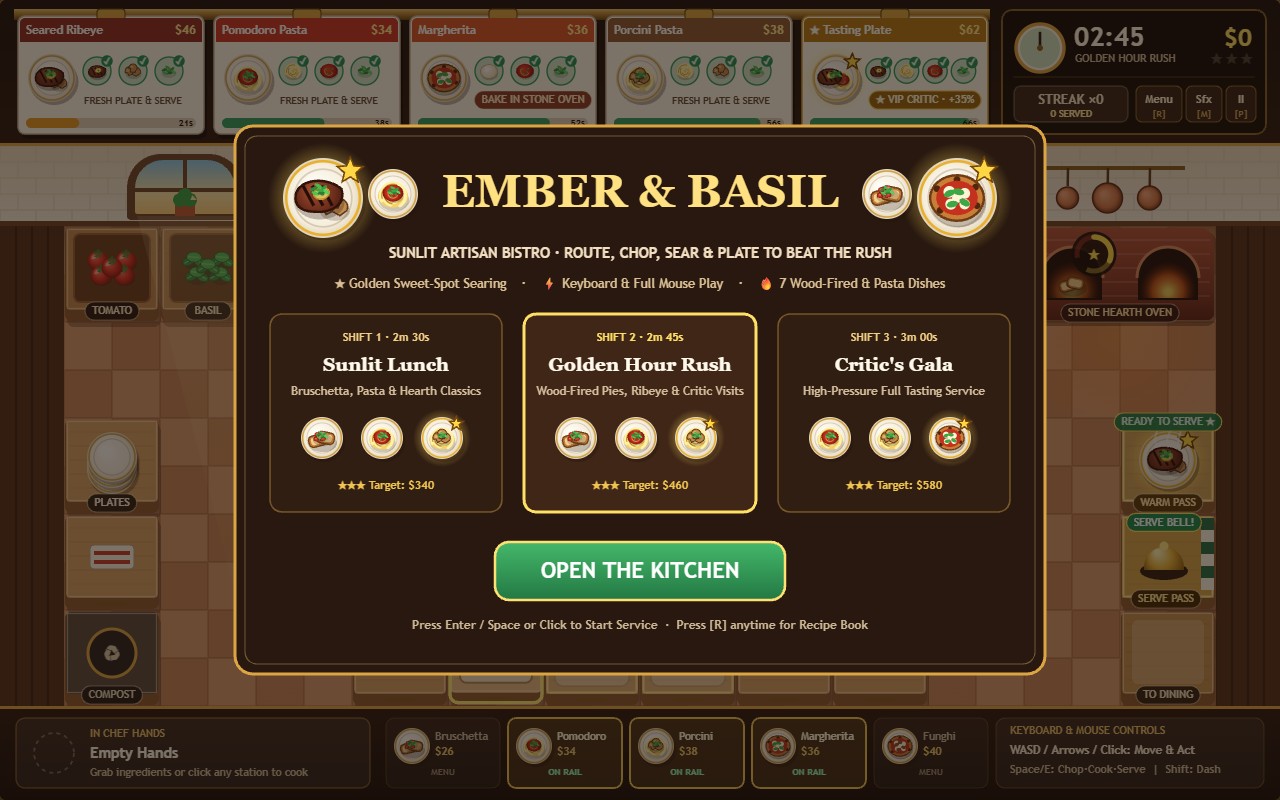 Seared Ribeye $46
FRESH PLATE & SERVE
21s
Pomodoro Pasta $34
FRESH PLATE & SERVE
38s
Margherita $36
BAKE IN STONE OVEN
52s
Porcini Pasta $38
FRESH PLATE & SERVE
56s
★ Tasting Plate $62
★ VIP CRITIC · +35%
66s
02:45
GOLDEN HOUR RUSH
$0
★★★
STREAK ×0
0 SERVED
Menu
[R]
Sfx
[M]
II
[P]
EMBER & BASIL
SUNLIT ARTISAN BISTRO · ROUTE, CHOP, SEAR & PLATE TO BEAT THE RUSH
★ Golden Sweet-Spot Searing · ⚡ Keyboard & Full Mouse Play · 🔥 7 Wood-Fired & Pasta Dishes
SHIFT 1 · 2m 30s
Sunlit Lunch
Bruschetta, Pasta & Hearth Classics
★★★ Target: $340
SHIFT 2 · 2m 45s
Golden Hour Rush
Wood-Fired Pies, Ribeye & Critic Visits
★★★ Target: $460
SHIFT 3 · 3m 00s
Critic's Gala
High-Pressure Full Tasting Service
★★★ Target: $580
OPEN THE KITCHEN
Press Enter / Space or Click to Start Service · Press [R] anytime for Recipe Book
TOMATO
BASIL
STONE HEARTH OVEN
PLATES
COMPOST
READY TO SERVE ★
WARM PASS
SERVE BELL!
SERVE PASS
TO DINING
IN CHEF HANDS
Empty Hands
Grab ingredients or click any station to cook
Bruschetta
$26
MENU
Pomodoro
$34
ON RAIL
Porcini
$38
ON RAIL
Margherita
$36
ON RAIL
Funghi
$40
MENU
KEYBOARD & MOUSE CONTROLS
WASD / Arrows / Click: Move & Act
Space/E: Chop·Cook·Serve | Shift: Dash